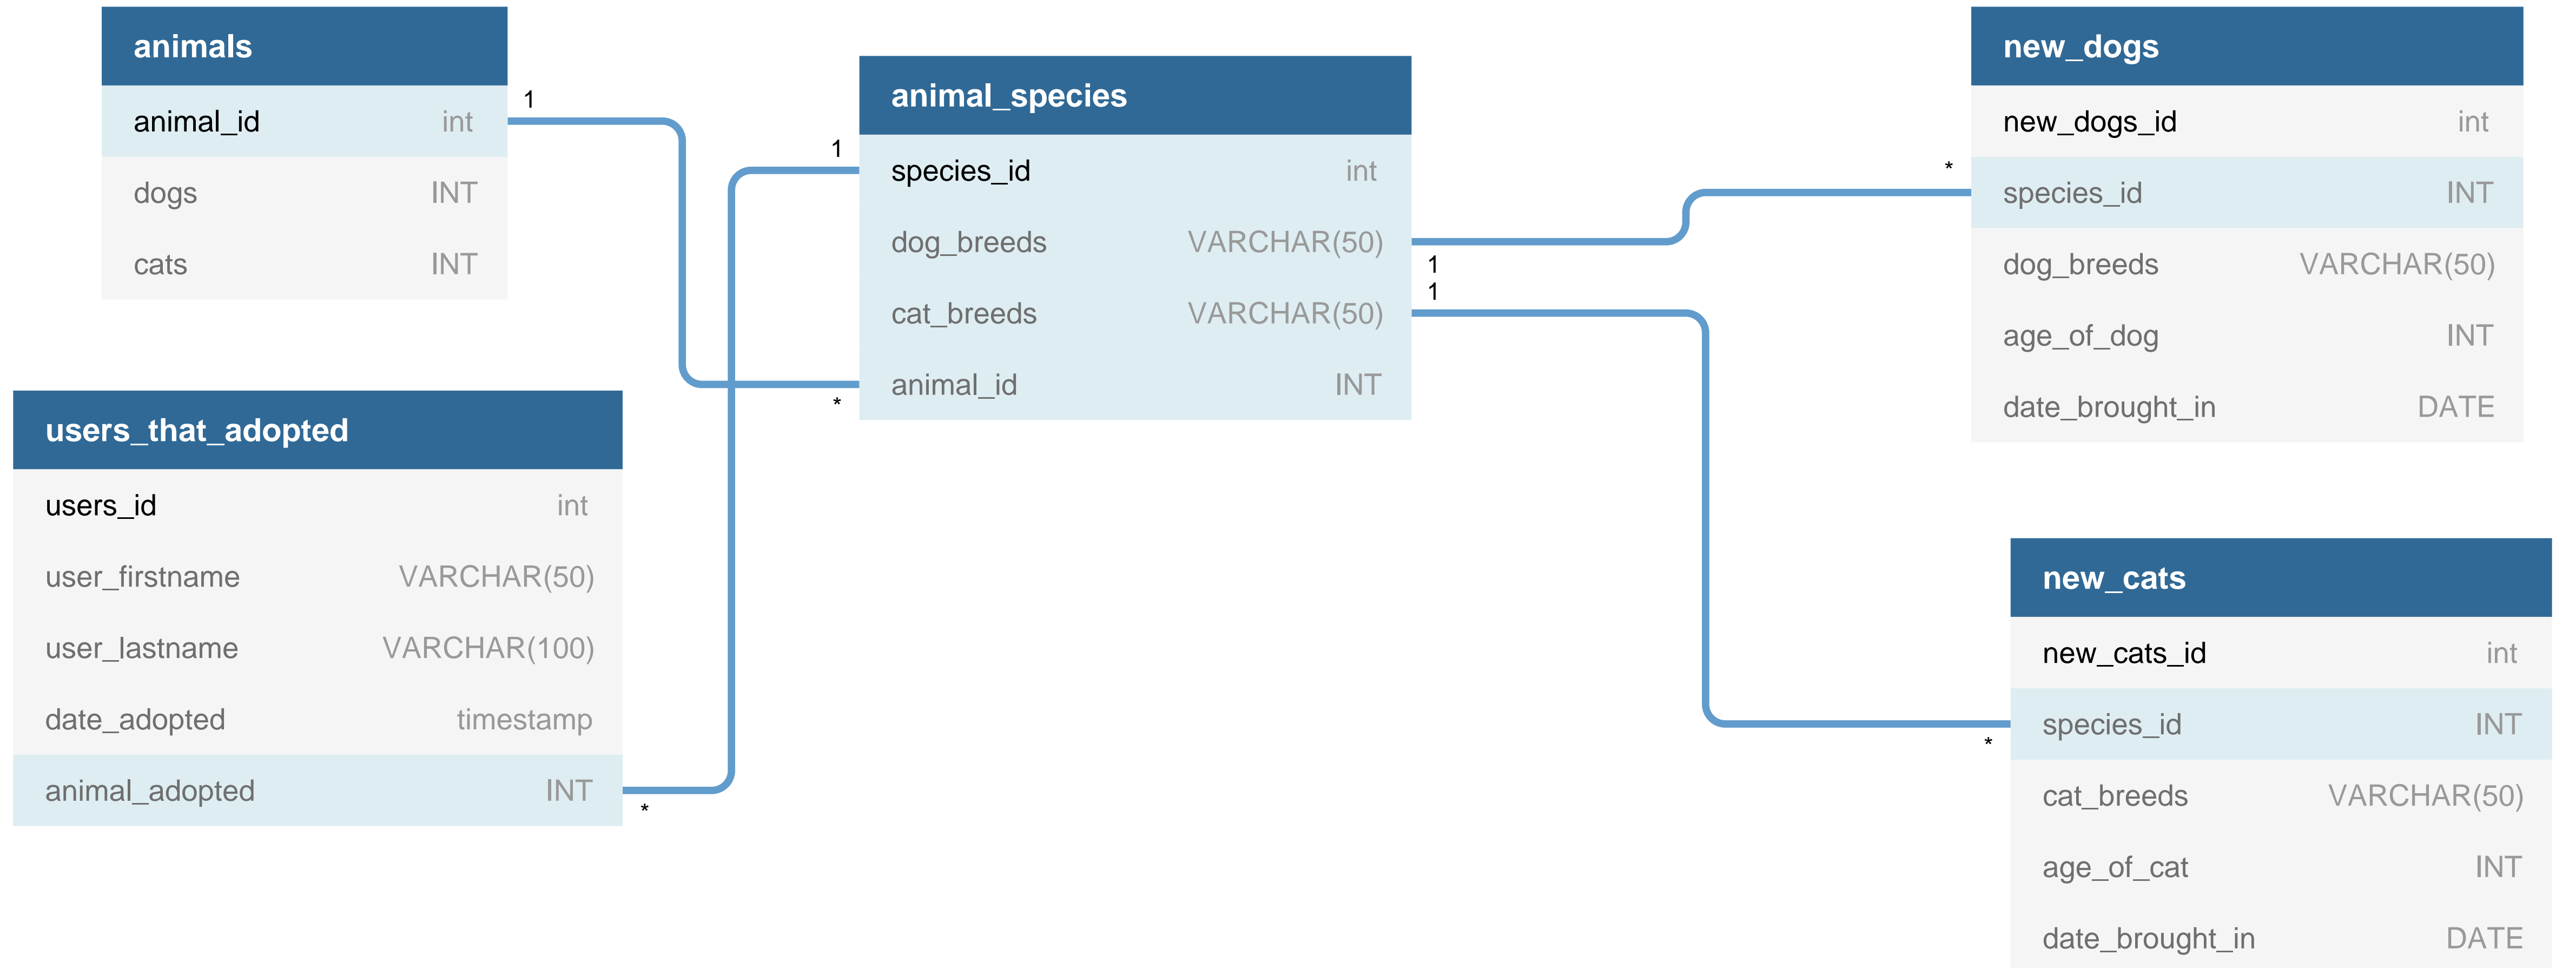 animals
animal_id int
dogs INT
cats INT
1
users_that_adopted
users_id int
user_firstname VARCHAR(50)
user_lastname VARCHAR(100)
date_adopted timestamp
animal_adopted INT
*
1
*
animal_species
species_id int
dog_breeds VARCHAR(50)
cat_breeds VARCHAR(50)
animal_id INT
1
1
*
new_dogs
new_dogs_id int
species_id INT
dog_breeds VARCHAR(50)
age_of_dog INT
date_brought_in DATE
*
new_cats
new_cats_id int
species_id INT
cat_breeds VARCHAR(50)
age_of_cat INT
date_brought_in DATE